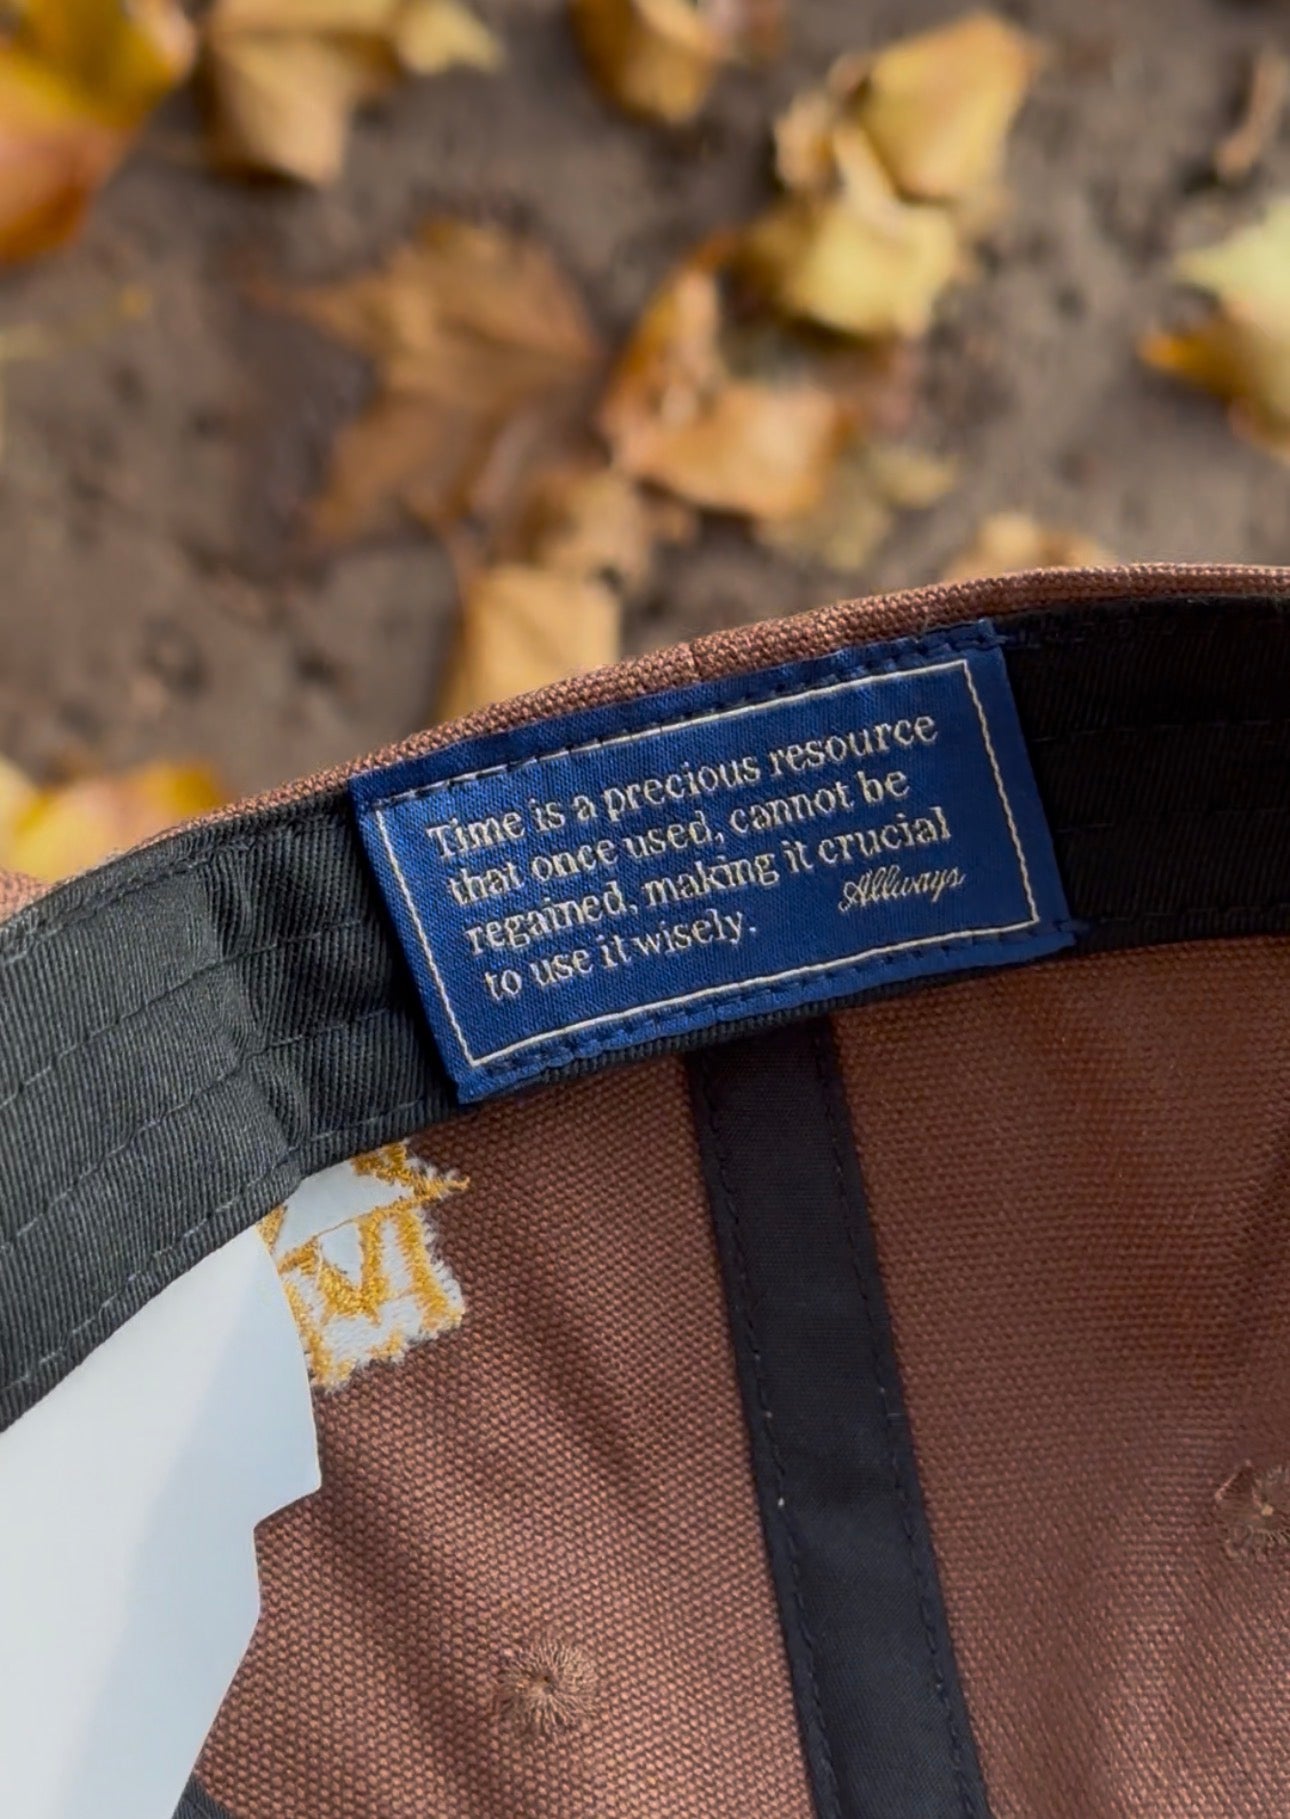 Time is a precious resource
that once used, cannot be
regained, making it crucial
to use it wisely.
Allways